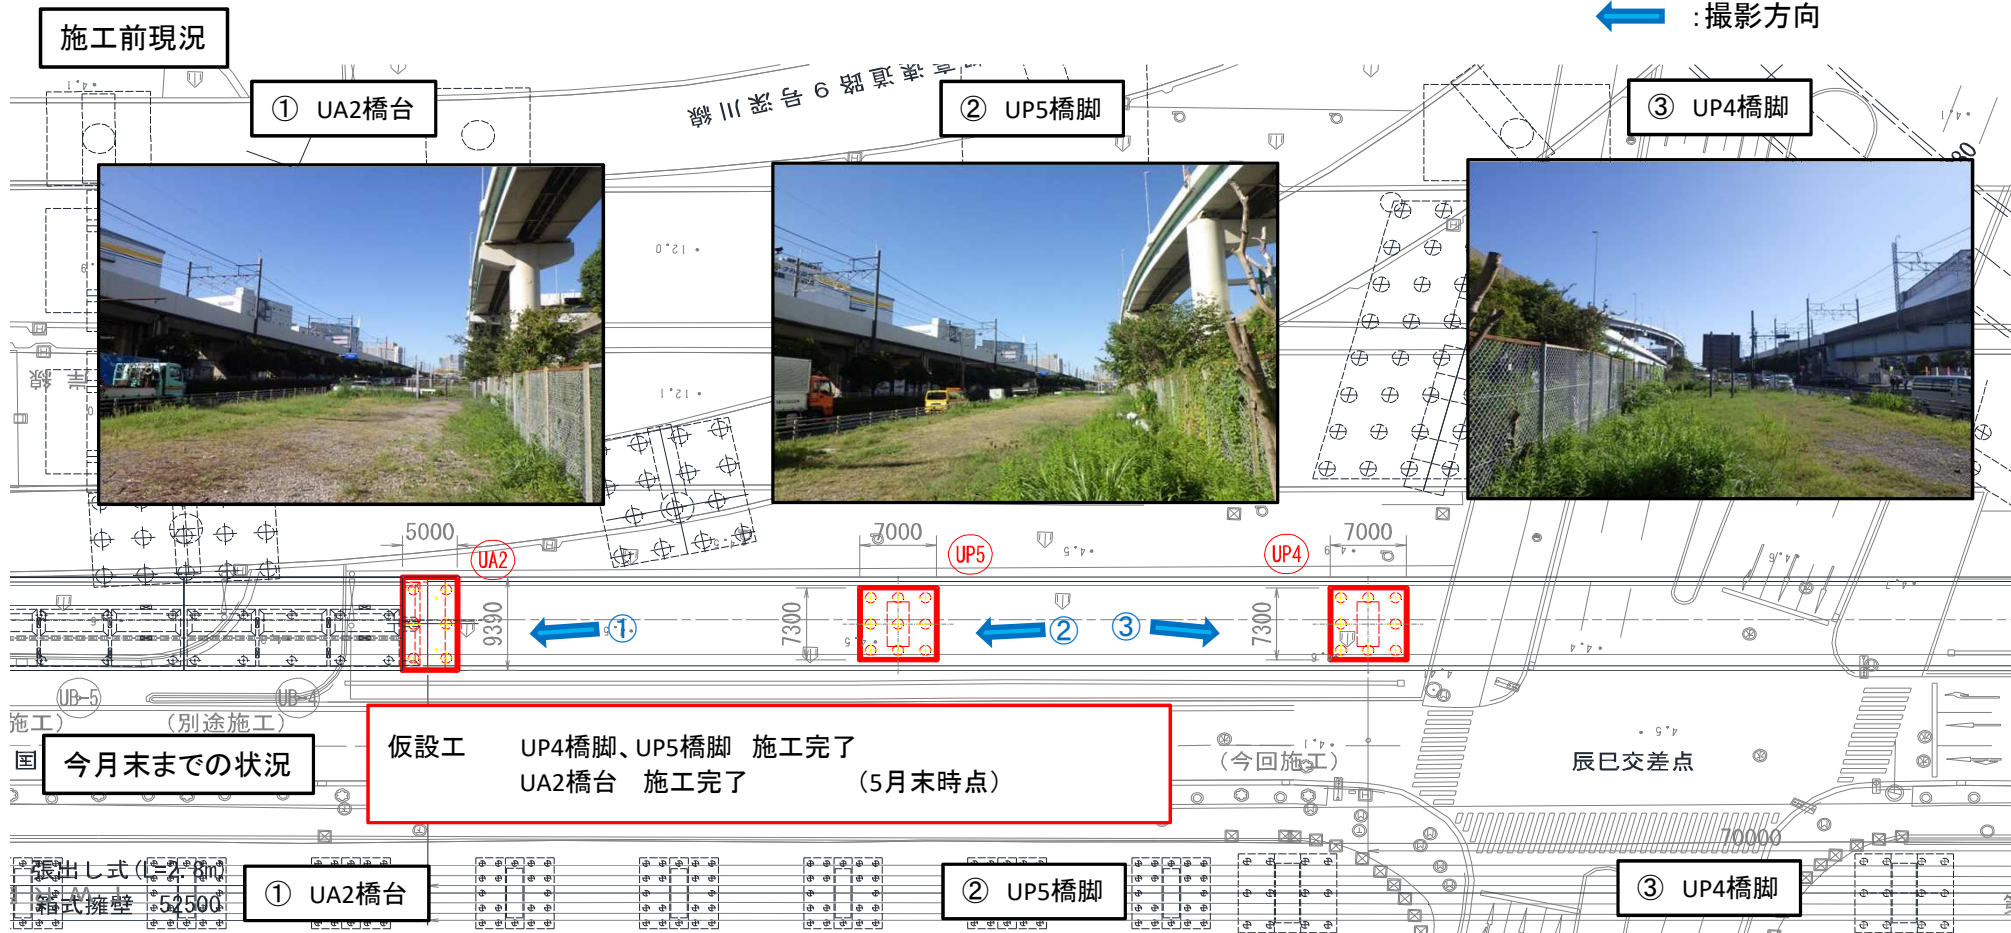 施工前現況
:撮影方向
① UA2橋台
② UP5橋脚
③ UP4橋脚
高速道路9号深川線
5000
7000
7000
UA2
UP5
UP4
9390
7300
7300
①
②
③
UB-5
UB-4
施工)
(別途施工)
今月末までの状況
仮設工 UP4橋脚、UP5橋脚 施工完了
UA2橋台 施工完了 (5月末時点)
(今回施工)
辰巳交差点
70000
張出し式(L=2.8m)
箱式擁壁 52500
① UA2橋台
② UP5橋脚
③ UP4橋脚